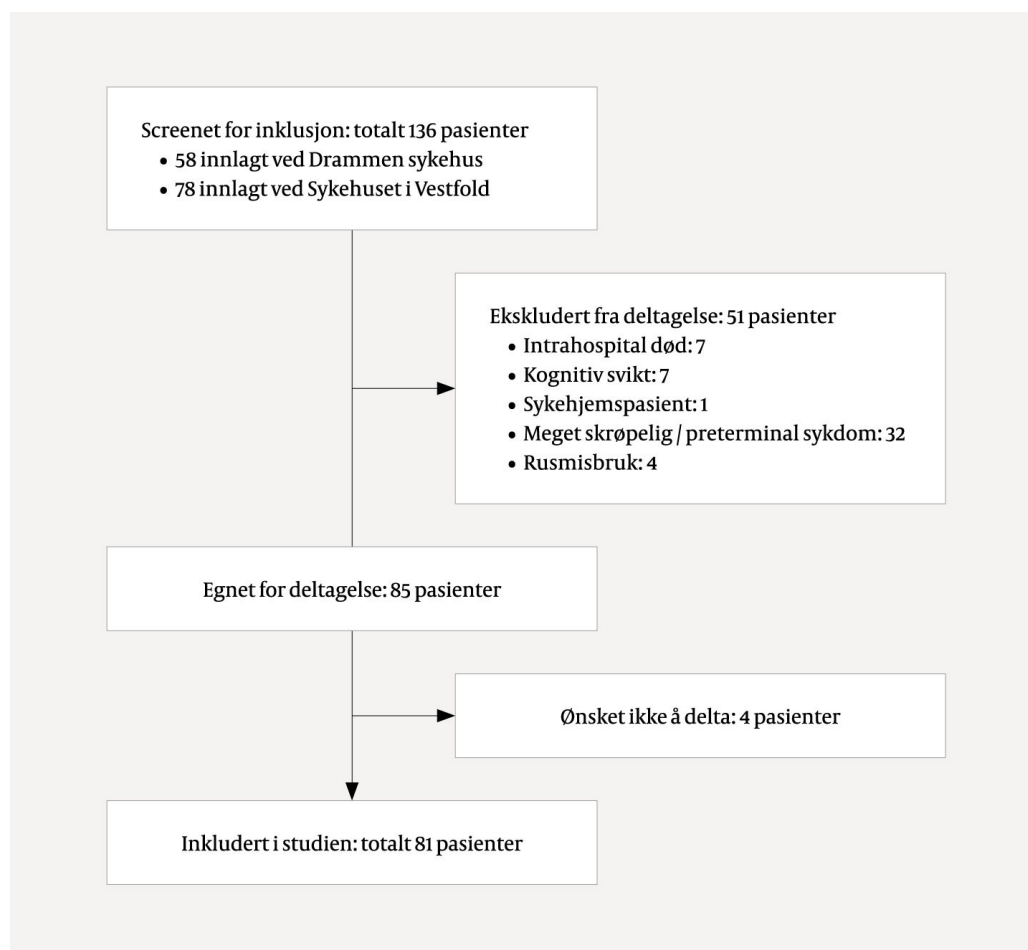 Screenet for inklusjon: totalt 136 pasienter
• 58 innlagt ved Drammen sykehus
• 78 innlagt ved Sykehuset i Vestfold
Ekskludert fra deltagelse: 51 pasienter
• Intrahospital død: 7
• Kognitiv svikt: 7
• Sykehjemspasient: 1
• Meget skrøpelig / preterminal sykdom: 32
• Rusmisbruk: 4
Egnet for deltagelse: 85 pasienter
Ønsket ikke å delta: 4 pasienter
Inkludert i studien: totalt 81 pasienter